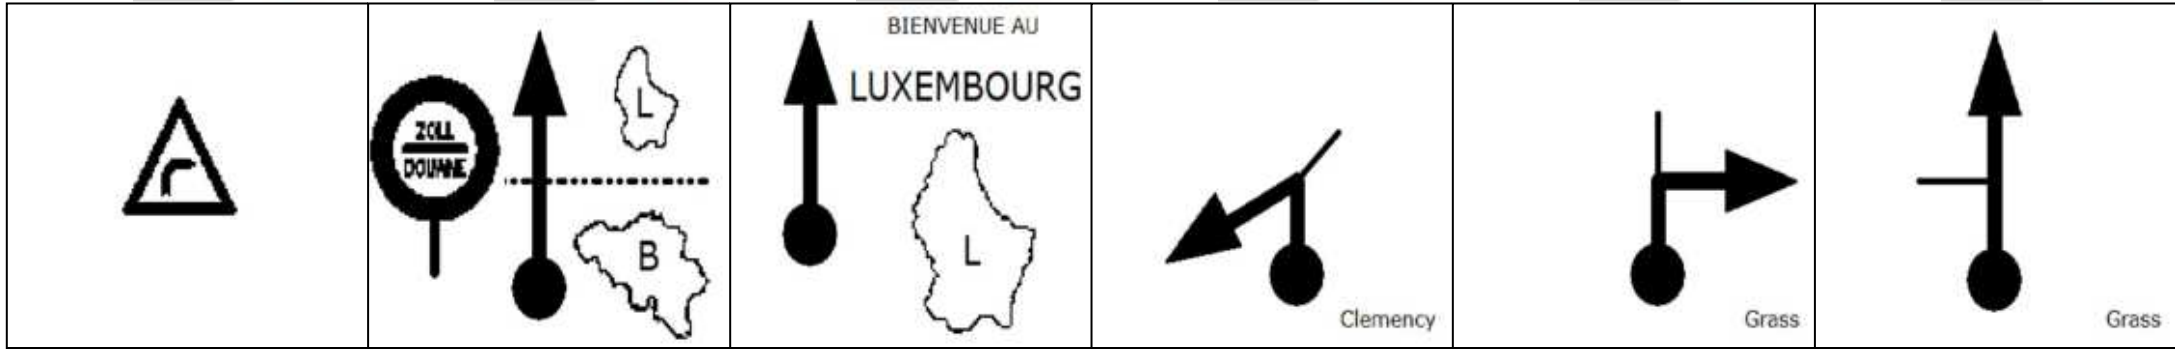 ZOLL
DOUANE
L
B
BIENVENUE AU
LUXEMBOURG
L
Clemency
Grass
Grass